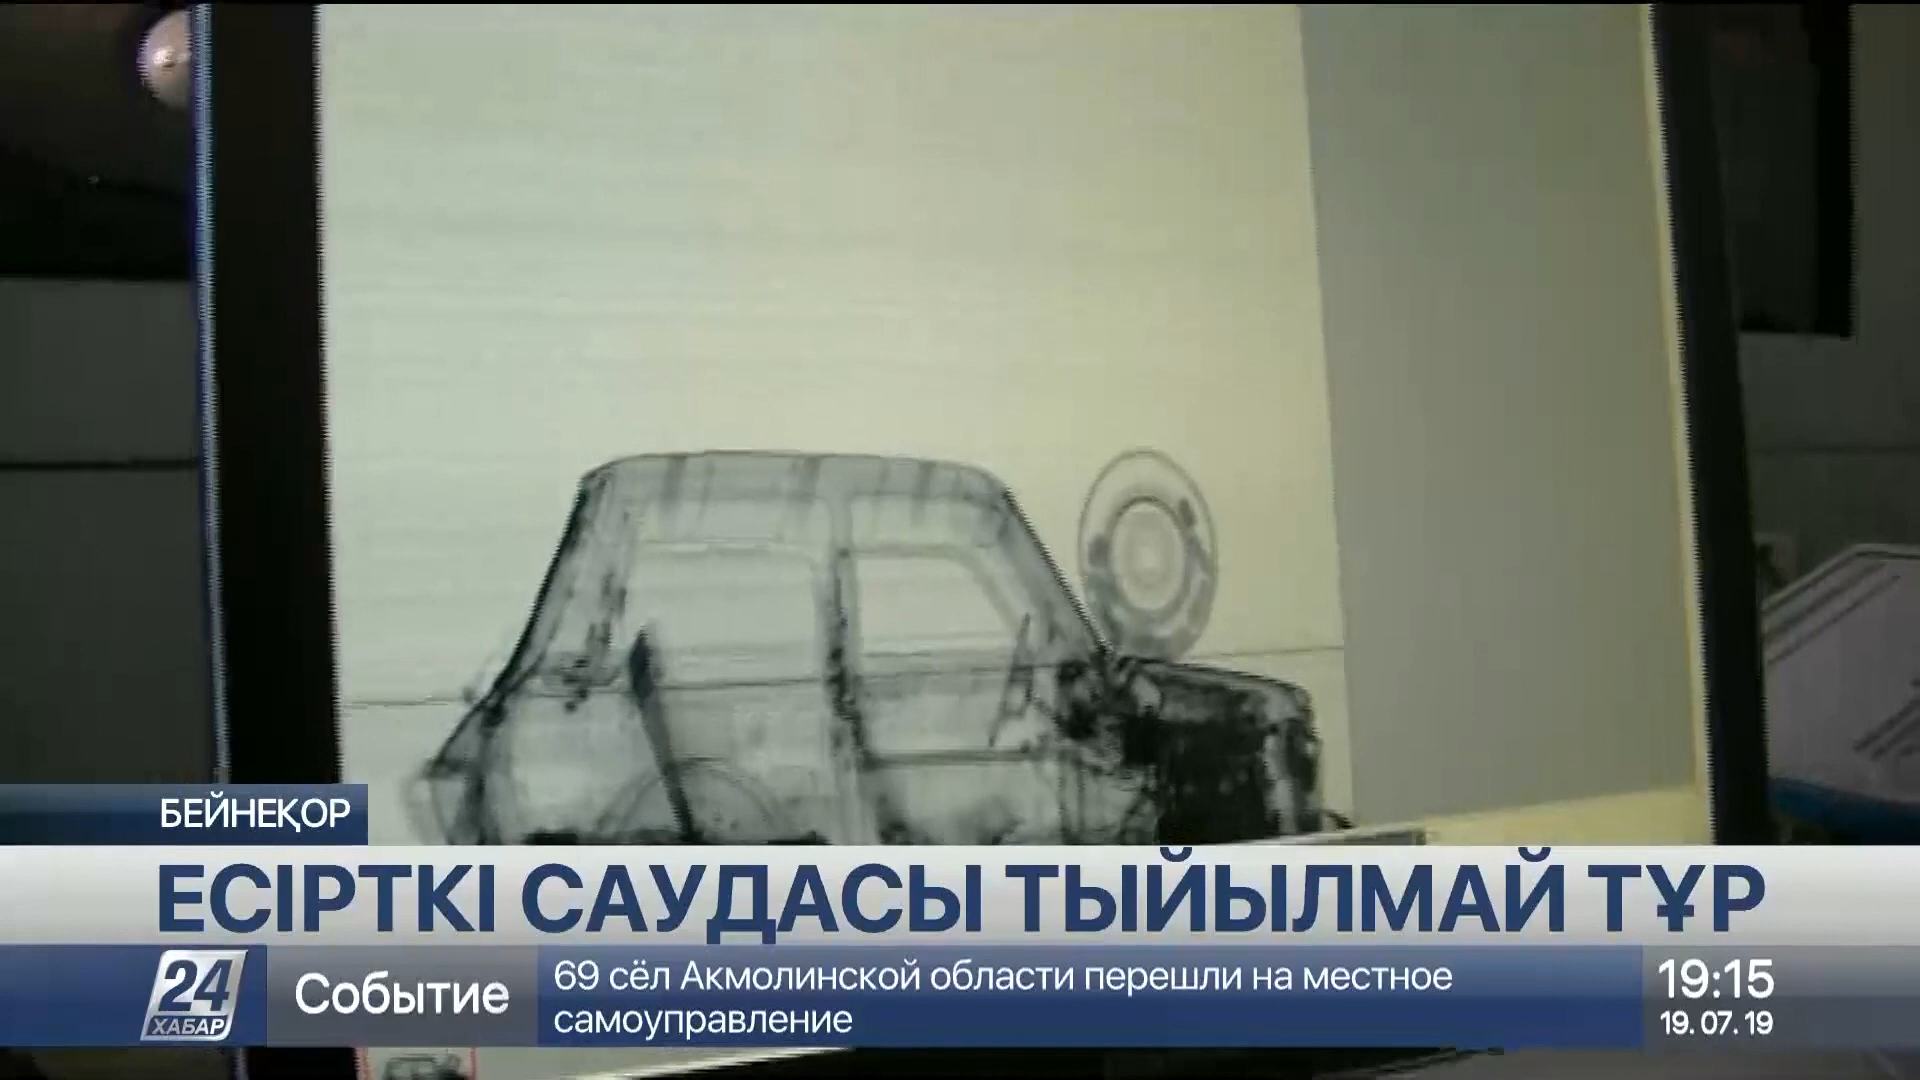 БЕЙНЕҚОР
ЕСІРТКІ САУДАСЫ ТЫЙЫЛМАЙ ТҰР
24
ХАБАР
Событие
69 сёл Акмолинской области перешли на местное
самоуправление
19:15
19. 07. 19